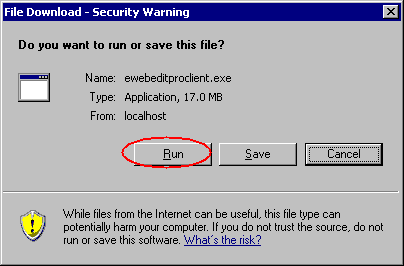 File Download - Security Warning
Do you want to run or save this file?
Name: ewebeditproclient.exe
Type: Application, 17.0 MB
From: localhost
Run Save Cancel
While files from the Internet can be useful, this file type can
potentially harm your computer. If you do not trust the source, do not
run or save this software. What's the risk?